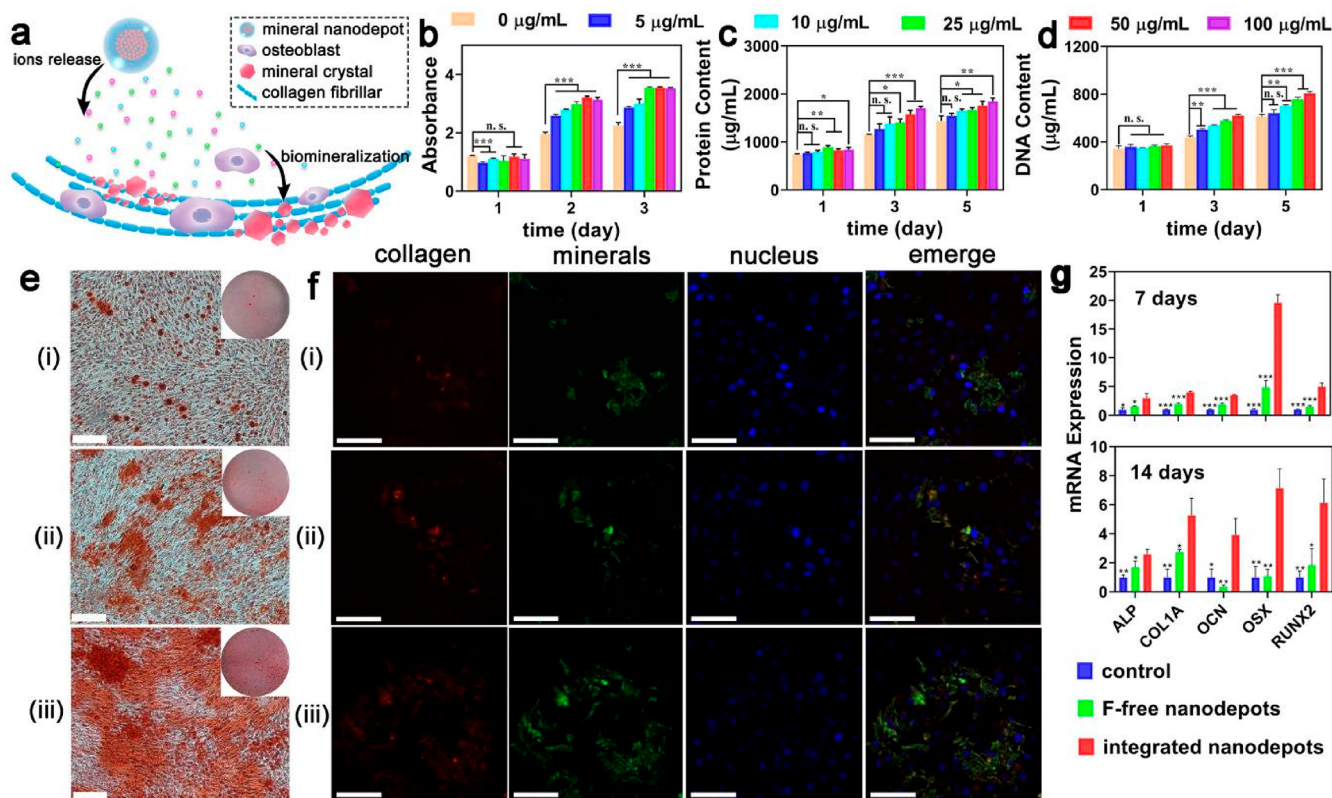 a
ions release
mineral nanodepot
osteoblast
mineral crystal
collagen fibrillar
biomineralization
0 μg/mL
5 μg/mL
10 μg/mL
25 μg/mL
50 μg/mL
100 μg/mL
b
Absorbance
4
2
0
***
n. s.
***
***
1
2
3
time (day)
c
Protein Content
(μg/mL)
3000
2000
1000
0
*
**
n. s.
***
*
n. s.
**
*
n. s.
1
3
5
time (day)
d
DNA Content
(μg/mL)
1200
800
400
0
n. s.
***
**
***
**
n. s.
1
3
5
time (day)
e
(i)
(ii)
(iii)
f
collagen
minerals
nucleus
emerge
(i)
(ii)
(iii)
g
mRNA Expression
25
20
15
10
5
0
7 days
* * *** *** *** *** *** *** *** ***
10
8
6
4
2
0
14 days
** * ** * * ** ** ** ** *
ALP
COL1A
OCN
OSX
RUNX2
control
F-free nanodepots
integrated nanodepots